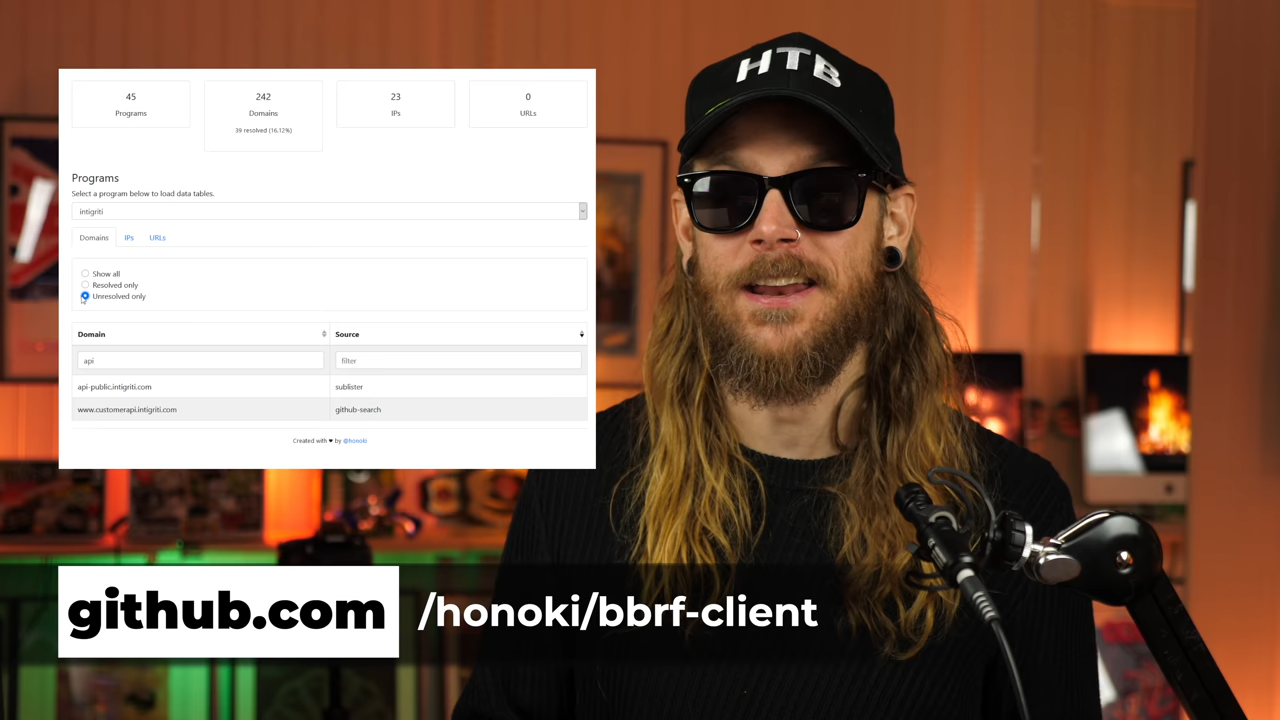 HTB
45
Programs
242
Domains
39 resolved (16.12%)
23
IPs
0
URLs
Programs
Select a program below to load data tables.
intigriti
Domains IPs URLs
Show all
Resolved only
Unresolved only
Domain Source
api filter
api-public.intigriti.com sublister
www.customerapi.intigriti.com github-search
Created with ♥ by @honoki
github.com /honoki/bbrf-client